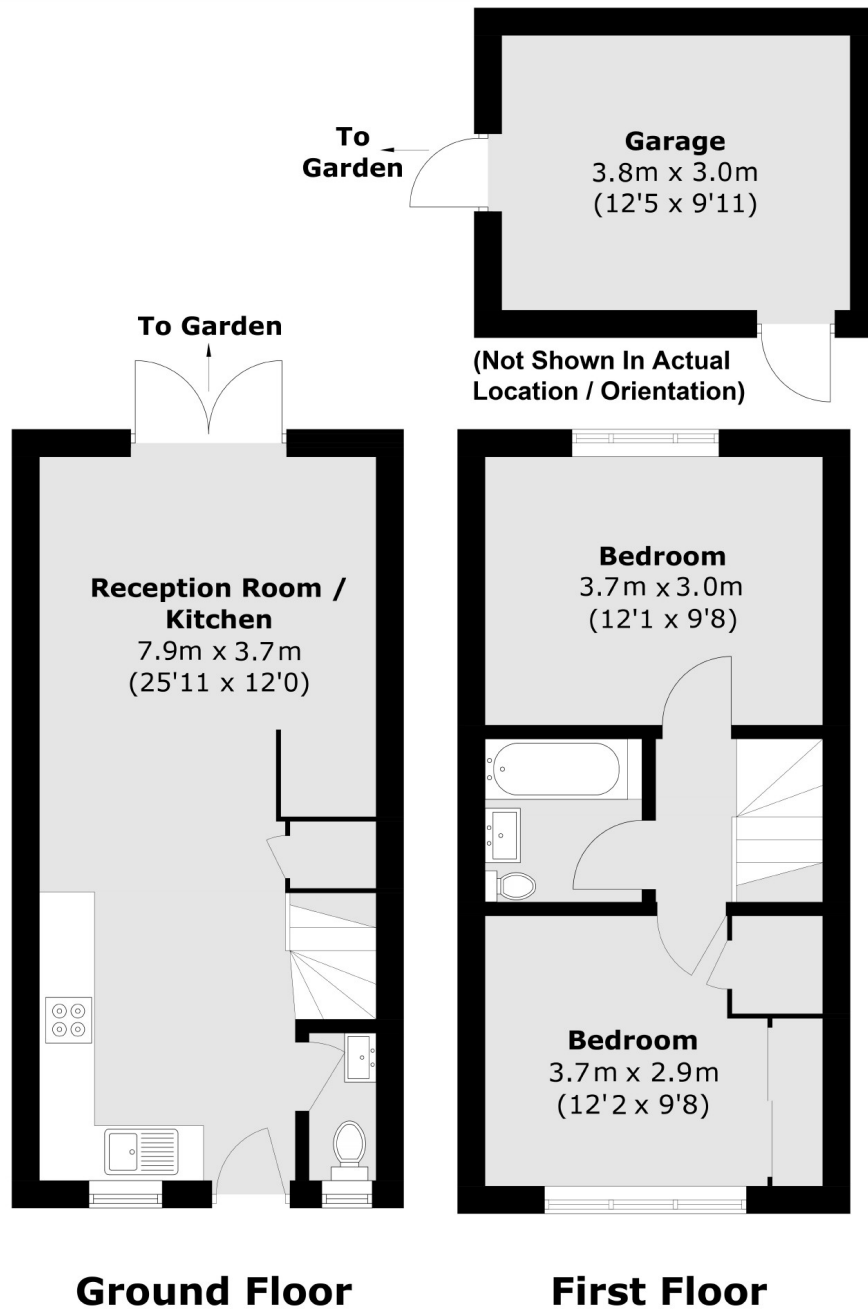 To
Garden
Garage
3.8m x 3.0m
(12'5 x 9'11)
(Not Shown In Actual
Location / Orientation)
To Garden
Reception Room /
Kitchen
7.9m x 3.7m
(25'11 x 12'0)
Bedroom
3.7m x 3.0m
(12'1 x 9'8)
Bedroom
3.7m x 2.9m
(12'2 x 9'8)
Ground Floor
First Floor